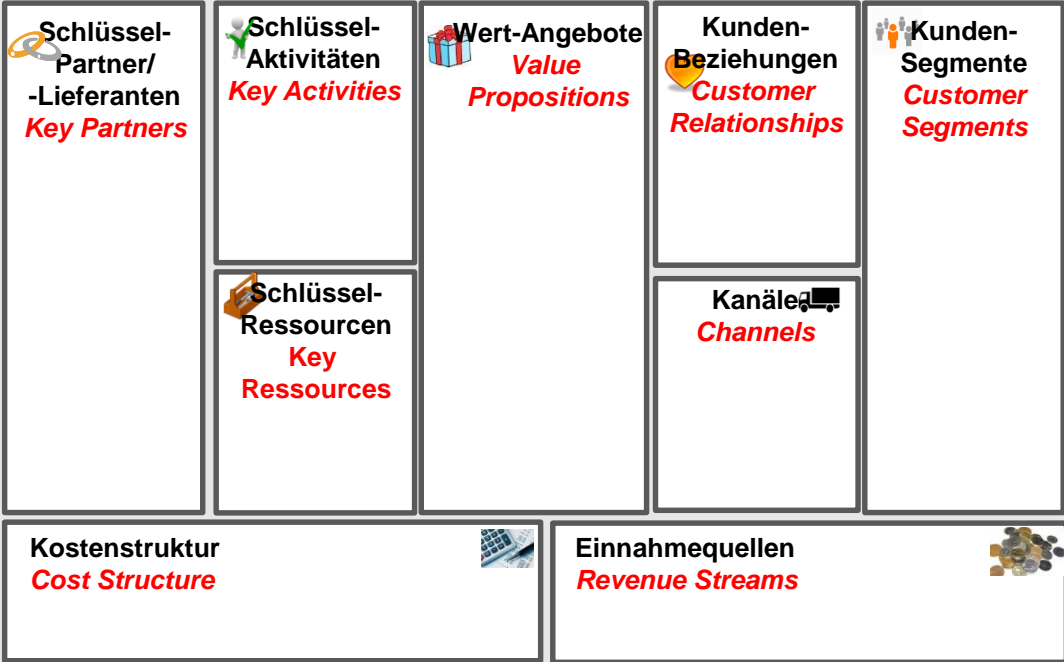 Schlüssel-
Partner/
-Lieferanten
Key Partners
Schlüssel-
Aktivitäten
Key Activities
Schlüssel-
Ressourcen
Key
Ressources
Wert-Angebote
Value
Propositions
Kunden-
Beziehungen
Customer
Relationships
Kanäle
Channels
Kunden-
Segmente
Customer
Segments
Kostenstruktur
Cost Structure
Einnahmequellen
Revenue Streams